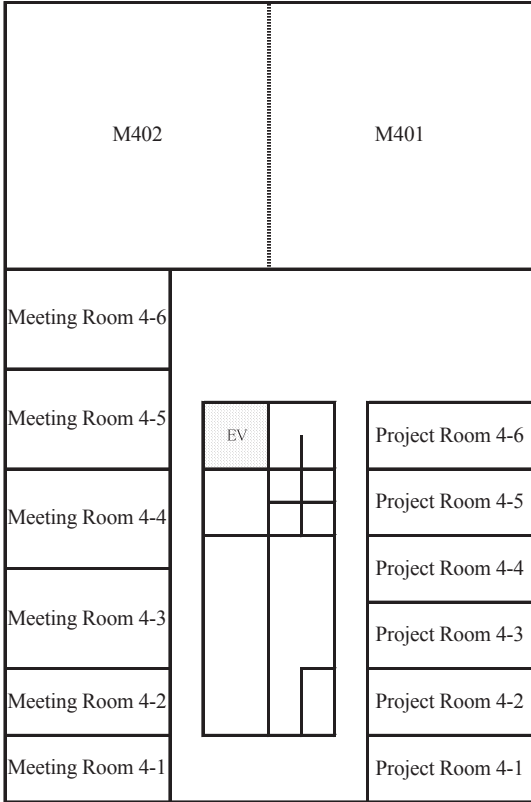 M402
M401
Meeting Room 4-6
Meeting Room 4-5
Meeting Room 4-4
Meeting Room 4-3
Meeting Room 4-2
Meeting Room 4-1
EV
Project Room 4-6
Project Room 4-5
Project Room 4-4
Project Room 4-3
Project Room 4-2
Project Room 4-1